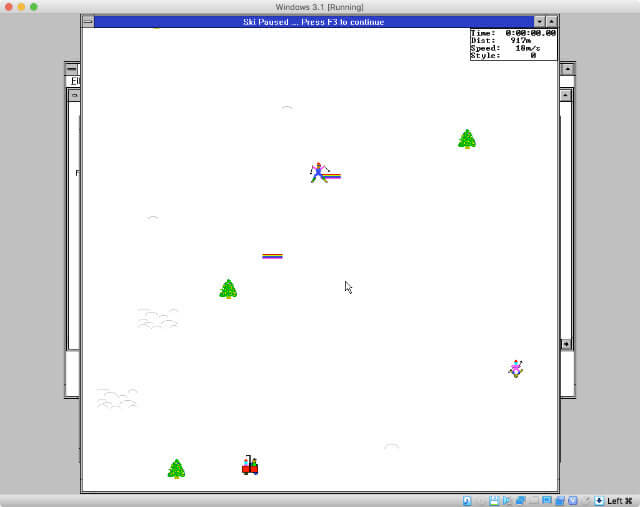 Windows 3.1 [Running]
Ski Paused ... Press F3 to continue
Time: 0:00:00.00
Dist: 917m
Speed: 18m/s
Style: 0
Left ⌘